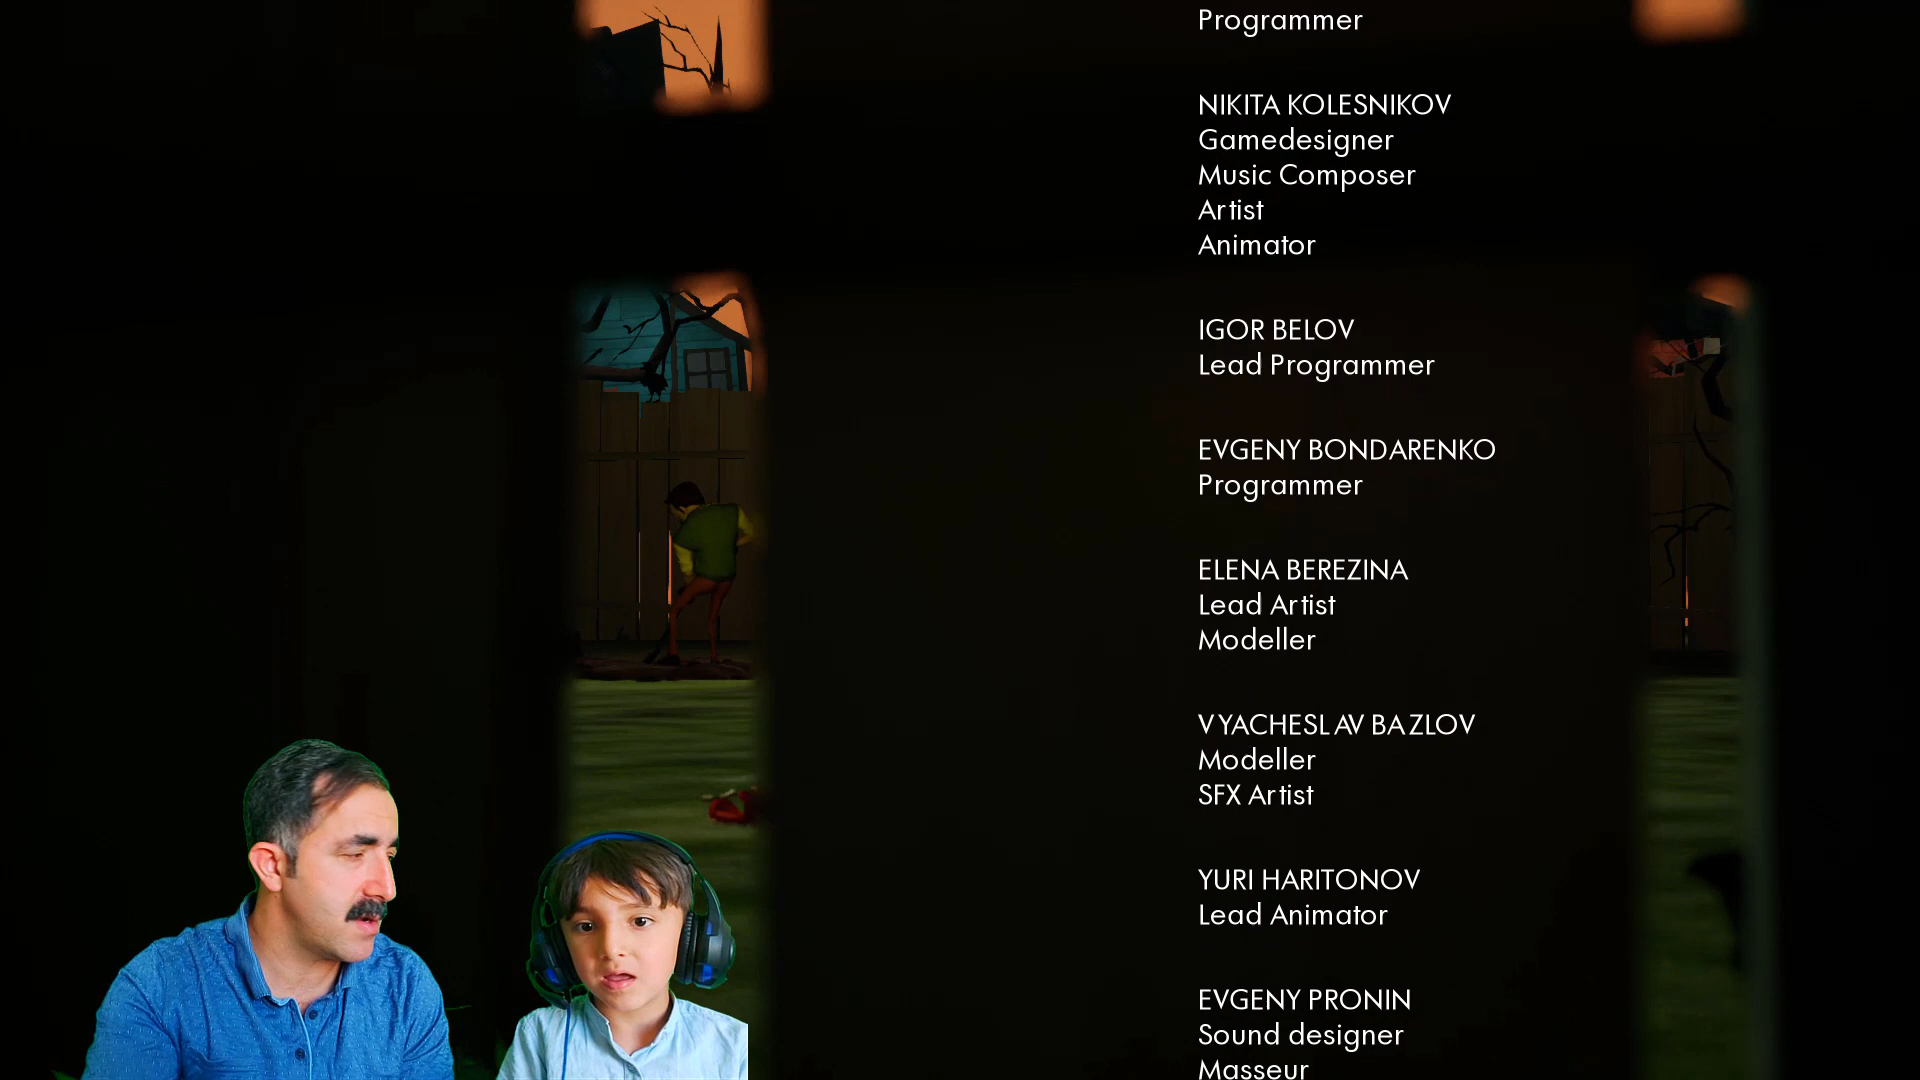 Programmer
NIKITA KOLESNIKOV
Gamedesigner
Music Composer
Artist
Animator
IGOR BELOV
Lead Programmer
EVGENY BONDARENKO
Programmer
ELENA BEREZINA
Lead Artist
Modeller
VYACHESLAV BAZLOV
Modeller
SFX Artist
YURI HARITONOV
Lead Animator
EVGENY PRONIN
Sound designer
Masseur